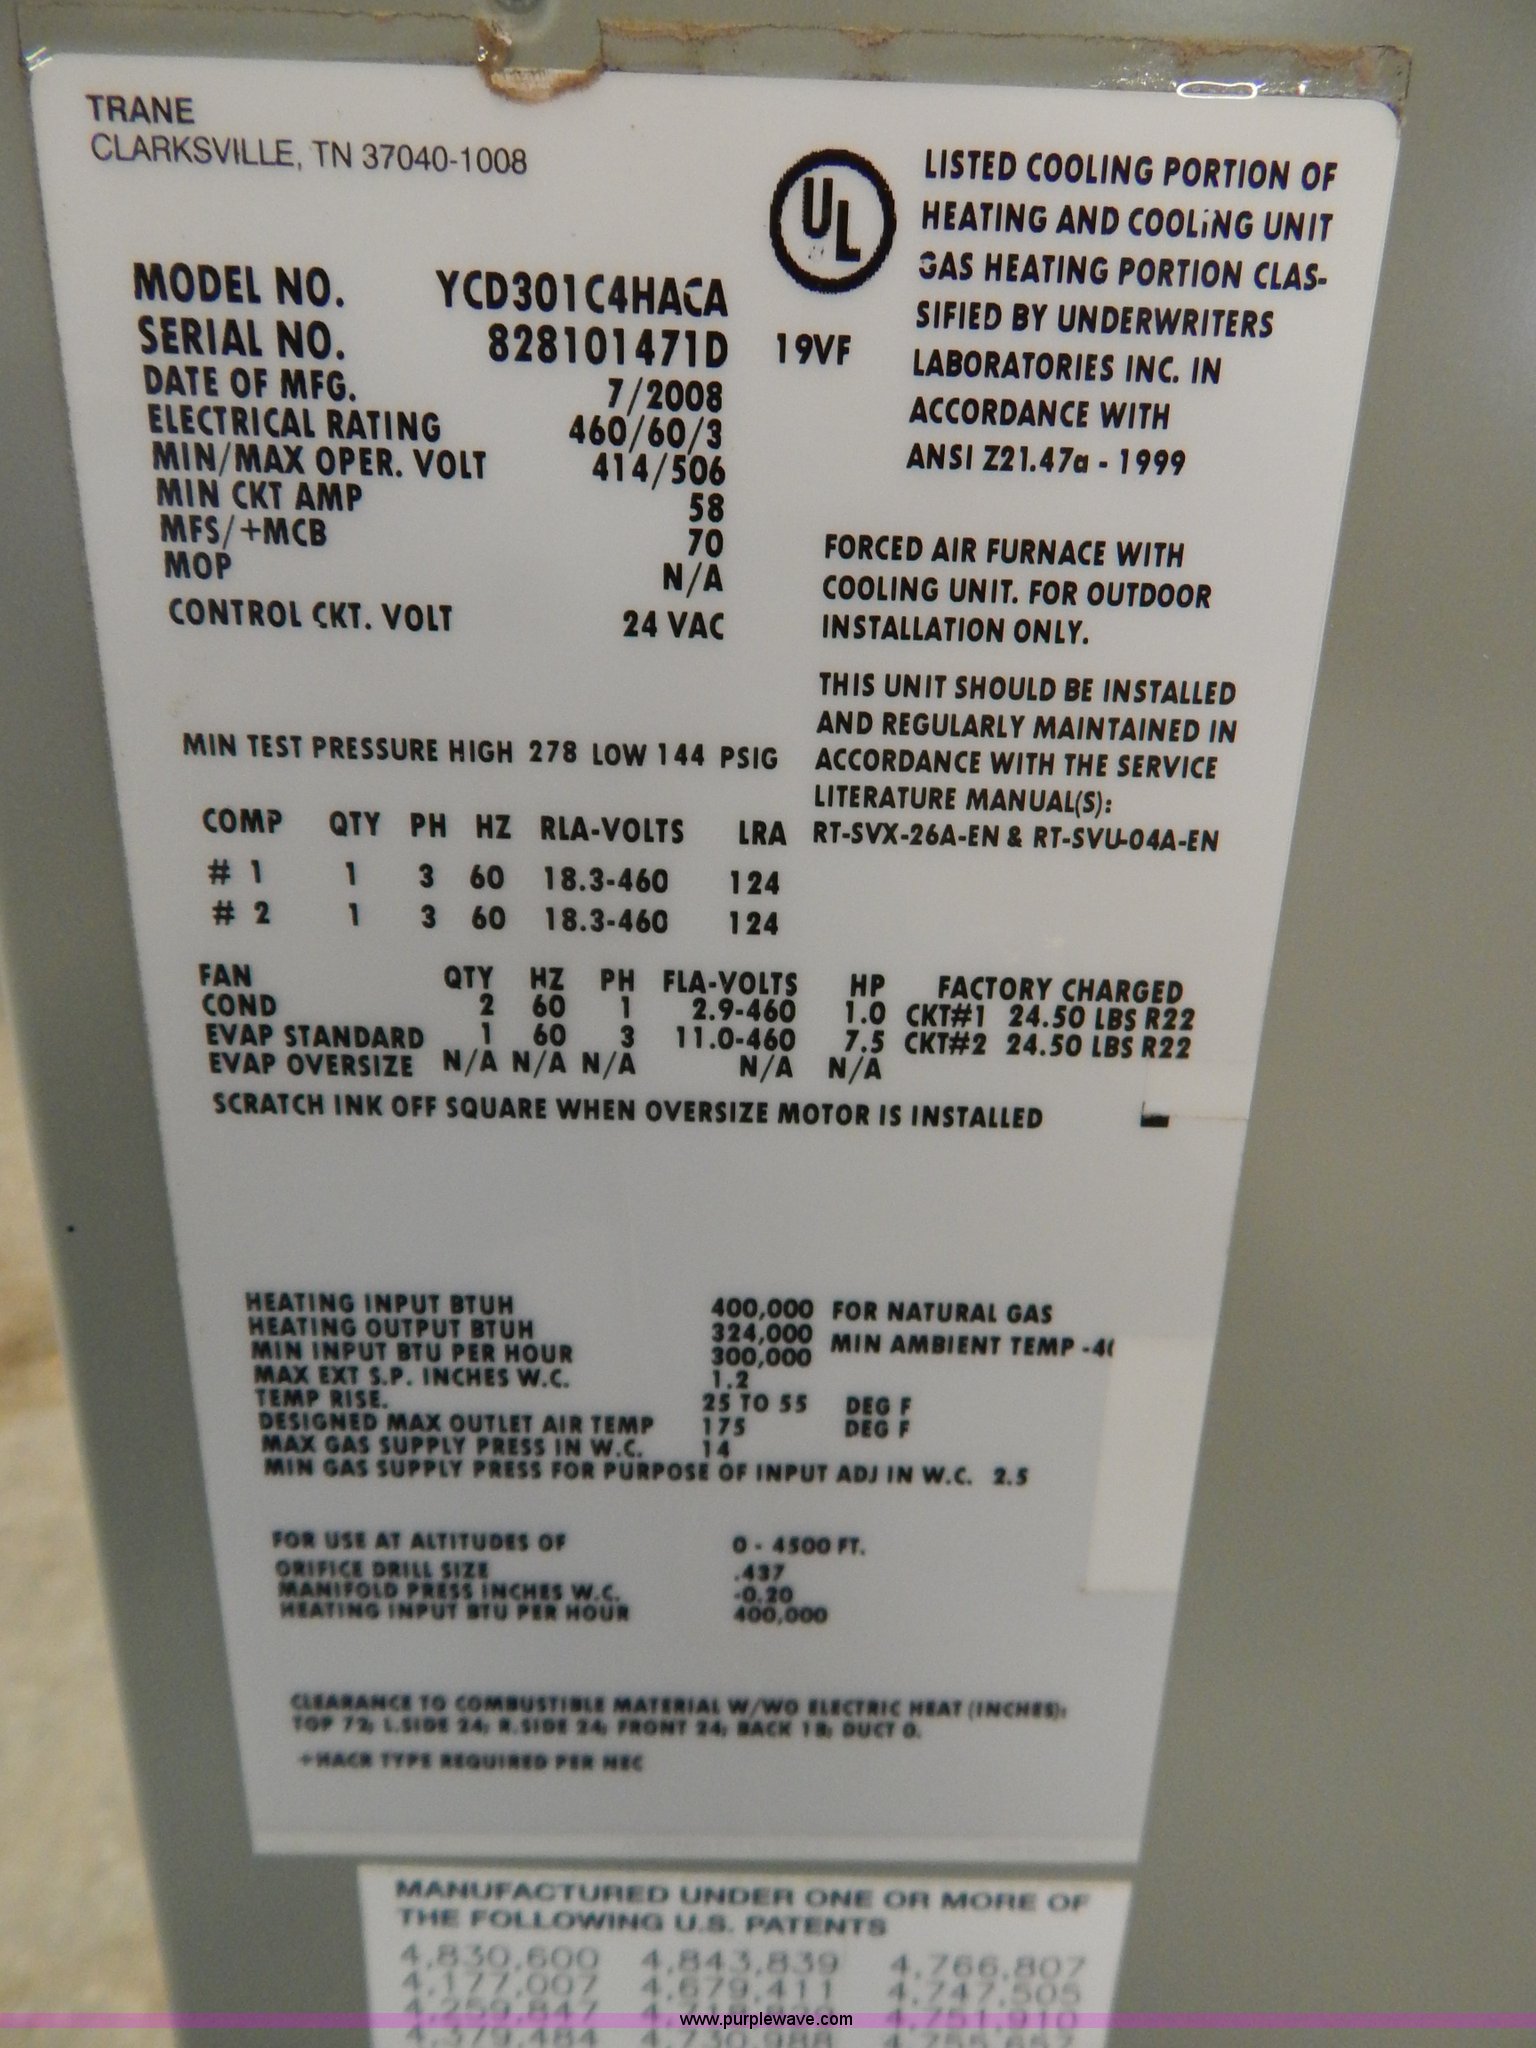 TRANE
CLARKSVILLE, TN 37040-1008
UL
LISTED COOLING PORTION OF
HEATING AND COOLING UNIT
GAS HEATING PORTION CLAS-
SIFIED BY UNDERWRITERS
LABORATORIES INC. IN
ACCORDANCE WITH
ANSI Z21.47a - 1999
MODEL NO. YCD301C4HACA
SERIAL NO. 828101471D 19VF
DATE OF MFG. 7/2008
ELECTRICAL RATING 460/60/3
MIN/MAX OPER. VOLT 414/506
MIN CKT AMP 58
MFS/+MCB 70
MOP N/A
CONTROL CKT. VOLT 24 VAC
FORCED AIR FURNACE WITH
COOLING UNIT. FOR OUTDOOR
INSTALLATION ONLY.
THIS UNIT SHOULD BE INSTALLED
AND REGULARLY MAINTAINED IN
ACCORDANCE WITH THE SERVICE
LITERATURE MANUAL(S):
RT-SVX-26A-EN & RT-SVU-04A-EN
MIN TEST PRESSURE HIGH 278 LOW 144 PSIG
COMP QTY PH HZ RLA-VOLTS LRA
# 1 1 3 60 18.3-460 124
# 2 1 3 60 18.3-460 124
FAN QTY HZ PH FLA-VOLTS HP FACTORY CHARGED
COND 2 60 1 2.9-460 1.0 CKT#1 24.50 LBS R22
EVAP STANDARD 1 60 3 11.0-460 7.5 CKT#2 24.50 LBS R22
EVAP OVERSIZE N/A N/A N/A N/A N/A
SCRATCH INK OFF SQUARE WHEN OVERSIZE MOTOR IS INSTALLED
HEATING INPUT BTUH 400,000 FOR NATURAL GAS
HEATING OUTPUT BTUH 324,000 MIN AMBIENT TEMP
MIN INPUT BTU PER HOUR 300,000
MAX EXT S.P. INCHES W.C. 1.2
TEMP RISE. 25 TO 55 DEG F
DESIGNED MAX OUTLET AIR TEMP 175 DEG F
MAX GAS SUPPLY PRESS IN W.C. 14
MIN GAS SUPPLY PRESS FOR PURPOSE OF INPUT ADJ IN W.C. 2.5
FOR USE AT ALTITUDES OF 0 - 4500 FT.
ORIFICE DRILL SIZE .437
MANIFOLD PRESS INCHES W.C. -0.20
HEATING INPUT BTU PER HOUR 400,000
CLEARANCE TO COMBUSTIBLE MATERIAL W/WO ELECTRIC HEAT (INCHES):
TOP 72; L.SIDE 24; R.SIDE 24; FRONT 24; BACK 18; DUCT 0.
+HACR TYPE REQUIRED PER NEC
MANUFACTURED UNDER ONE OR MORE OF
THE FOLLOWING U.S. PATENTS
4,830,600 4,843,839 4,766,807
4,177,007 4,679,411 4,747,505
4,259,847 4,751,910
4,379,484 4,730,988 4,755,657
www.purplewave.com